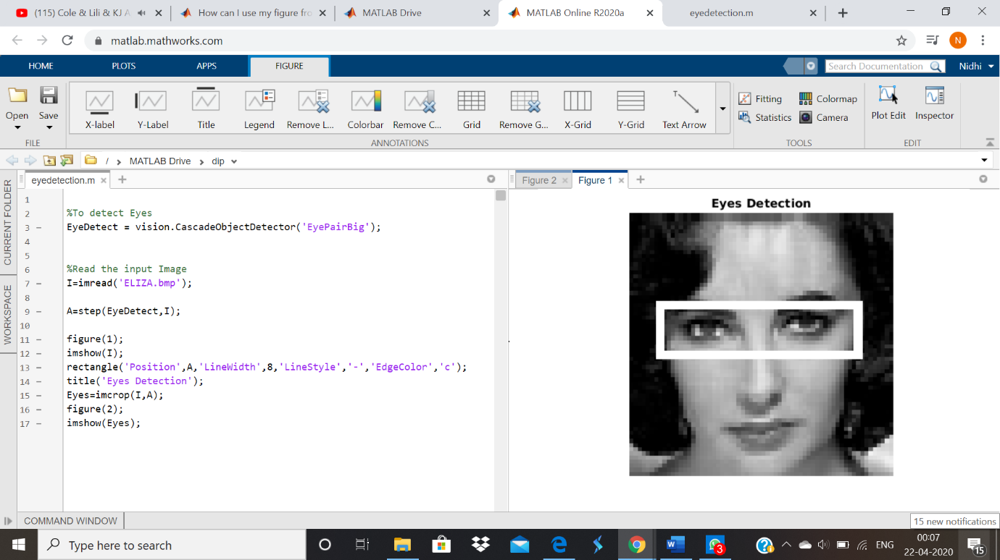 (115) Cole & Lili & KJ A
How can I use my figure fro
MATLAB Drive
MATLAB Online R2020a
eyedetection.m
matlab.mathworks.com
N
HOME
PLOTS
APPS
FIGURE
Search Documentation
Nidhi
Open
Save
X-label
Y-Label
Title
Legend
Remove L...
Colorbar
Remove C...
Grid
Remove G...
X-Grid
Y-Grid
Text Arrow
Fitting
Colormap
Statistics
Camera
Plot Edit
Inspector
FILE
ANNOTATIONS
TOOLS
EDIT
/ > MATLAB Drive > dip
CURRENT FOLDER
WORKSPACE
eyedetection.m
Figure 2
Figure 1
1
2 %To detect Eyes
3 – EyeDetect = vision.CascadeObjectDetector('EyePairBig');
4
5
6 %Read the input Image
7 – I=imread('ELIZA.bmp');
8
9 – A=step(EyeDetect,I);
10
11 – figure(1);
12 – imshow(I);
13 – rectangle('Position',A,'LineWidth',8,'LineStyle','-','EdgeColor','c');
14 – title('Eyes Detection');
15 – Eyes=imcrop(I,A);
16 – figure(2);
17 – imshow(Eyes);
Eyes Detection
COMMAND WINDOW
15 new notifications
Type here to search
3
ENG
00:07
22-04-2020
15